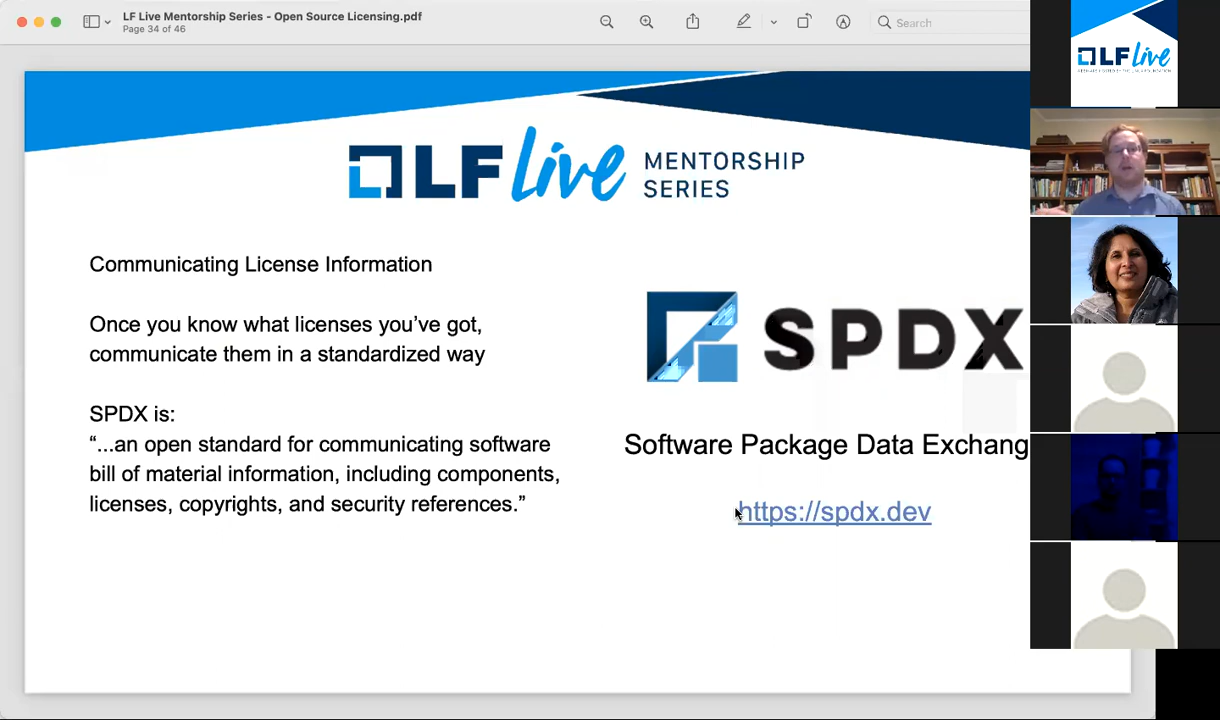 LF Live Mentorship Series - Open Source Licensing.pdf
Page 34 of 46
Search
LF live
LF live MENTORSHIP
SERIES
Communicating License Information
Once you know what licenses you’ve got,
communicate them in a standardized way
SPDX is:
“...an open standard for communicating software
bill of material information, including components,
licenses, copyrights, and security references.”
SPDX
Software Package Data Exchang
https://spdx.dev